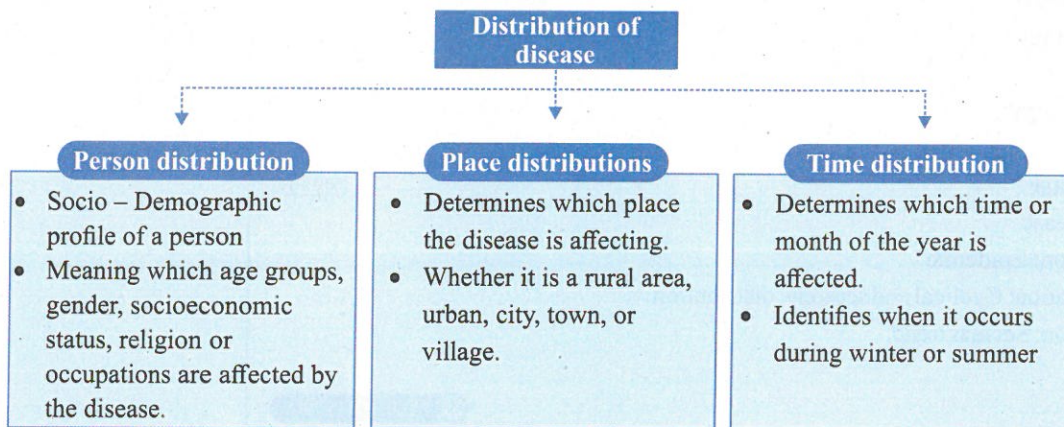 Distribution of
disease
Person distribution
• Socio – Demographic
profile of a person
• Meaning which age groups,
gender, socioeconomic
status, religion or
occupations are affected by
the disease.
Place distributions
• Determines which place
the disease is affecting.
• Whether it is a rural area,
urban, city, town, or
village.
Time distribution
• Determines which time or
month of the year is
affected.
• Identifies when it occurs
during winter or summer